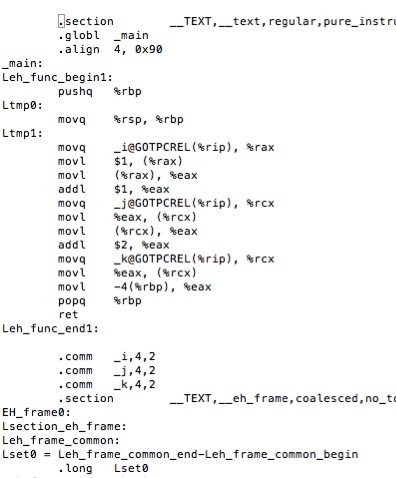 .section __TEXT,__text,regular,pure_instru
.globl _main
.align 4, 0x90
_main:
Leh_func_begin1:
pushq %rbp
Ltmp0:
movq %rsp, %rbp
Ltmp1:
movq _i@GOTPCREL(%rip), %rax
movl $1, (%rax)
movl (%rax), %eax
addl $1, %eax
movq _j@GOTPCREL(%rip), %rcx
movl %eax, (%rcx)
movl (%rcx), %eax
addl $2, %eax
movq _k@GOTPCREL(%rip), %rcx
movl %eax, (%rcx)
movl -4(%rbp), %eax
popq %rbp
ret
Leh_func_end1:
.comm _i,4,2
.comm _j,4,2
.comm _k,4,2
.section __TEXT,__eh_frame,coalesced,no_to
EH_frame0:
Lsection_eh_frame:
Leh_frame_common:
Lset0 = Leh_frame_common_end-Leh_frame_common_begin
.long Lset0